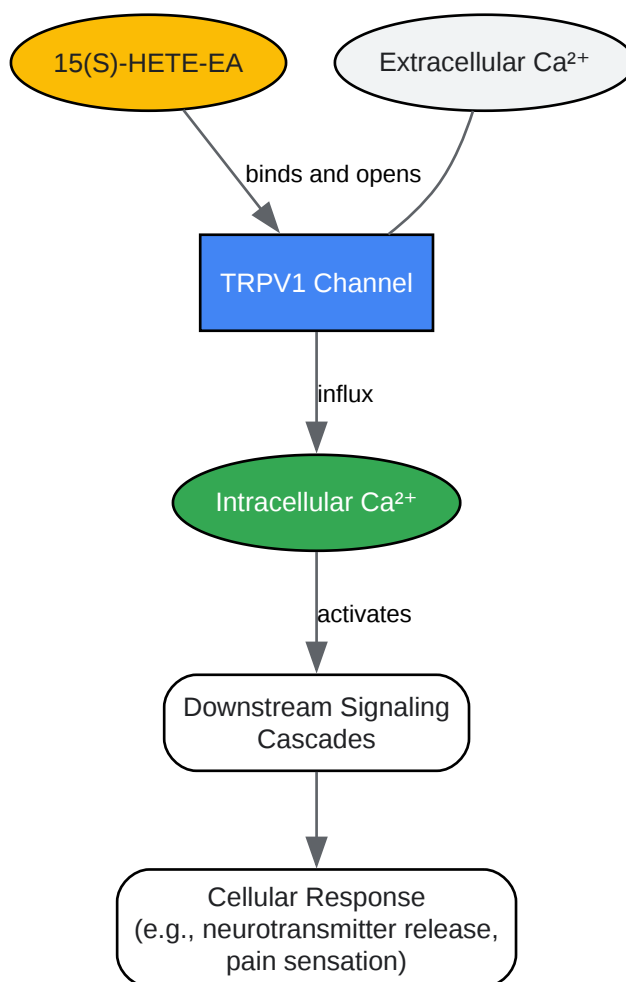 15(S)-HETE-EA
Extracellular Ca²⁺
binds and opens
TRPV1 Channel
influx
Intracellular Ca²⁺
activates
Downstream Signaling
Cascades
Cellular Response
(e.g., neurotransmitter release,
pain sensation)